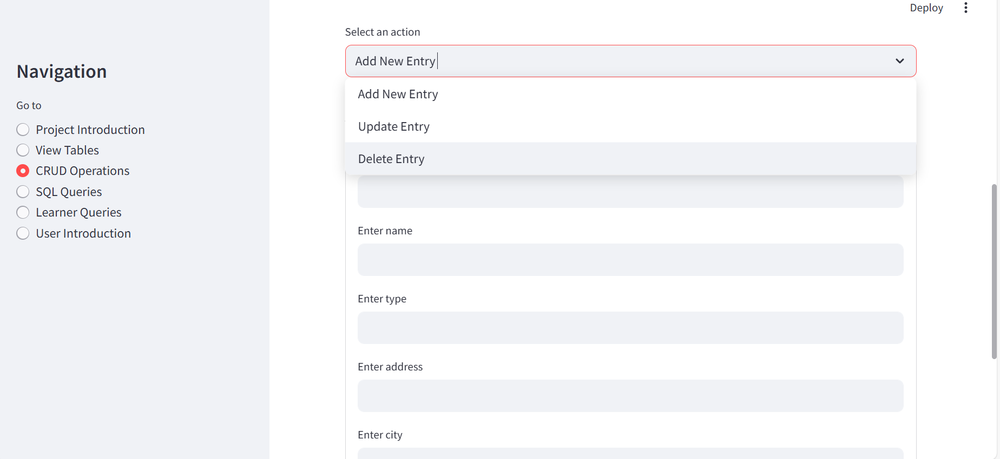 Deploy
Navigation
Go to
Project Introduction
View Tables
CRUD Operations
SQL Queries
Learner Queries
User Introduction
Select an action
Add New Entry
Add New Entry
Update Entry
Delete Entry
Enter name
Enter type
Enter address
Enter city